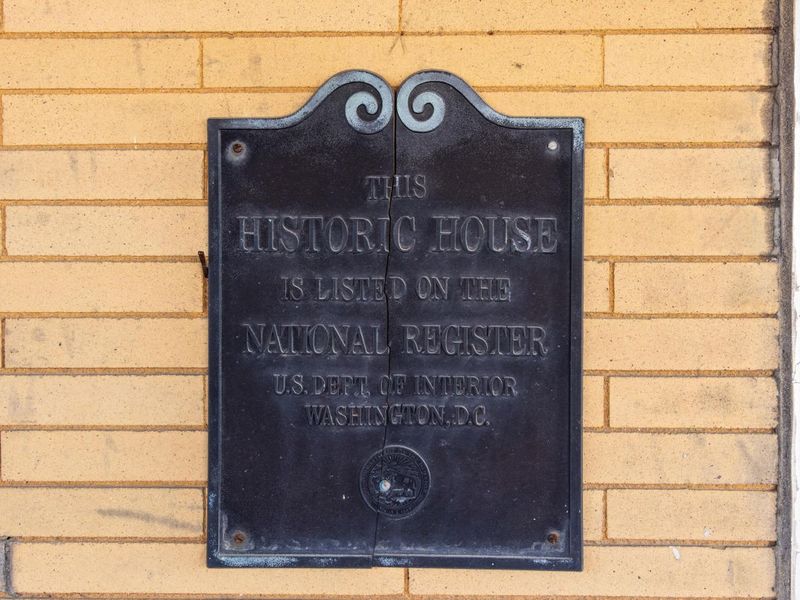 THIS
HISTORIC HOUSE
IS LISTED ON THE
NATIONAL REGISTER
U.S. DEPT. OF INTERIOR
WASHINGTON, D.C.